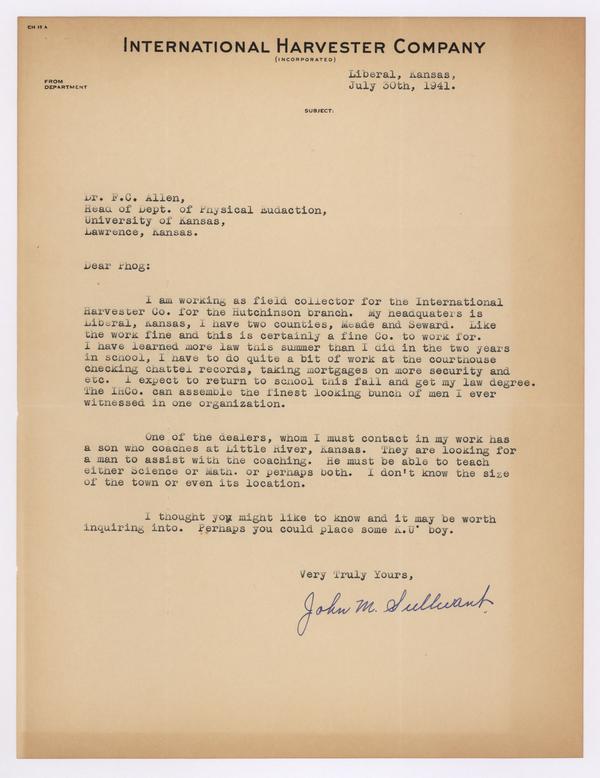 CH 15 A
INTERNATIONAL HARVESTER COMPANY
(INCORPORATED)
FROM
DEPARTMENT
Liberal, Kansas,
July 30th, 1941.
SUBJECT:
Dr. F.C. Allen,
Head of Dept. of Physical Eudaction,
University of Kansas,
Lawrence, Kansas.
Dear Phog:
I am working as field collector for the International
Harvester Co. for the Hutchinson branch. My headquaters is
Liberal, Kansas, I have two counties, Meade and Seward. Like
the work fine and this is certainly a fine Co. to work for.
I have learned more law this summer than I did in the two years
in school, I have to do quite a bit of work at the courthouse
checking chattel records, taking mortgages on more security and
etc. I expect to return to school this fall and get my law degree.
The IHCo. can assemble the finest looking bunch of men I ever
witnessed in one organization.
One of the dealers, whom I must contact in my work has
a son who coaches at Little River, Kansas. They are looking for
a man to assist with the coaching. He must be able to teach
either Science or Math. or perhaps both. I don't know the size
of the town or even its location.
I thought you might like to know and it may be worth
inquiring into. Perhaps you could place some K.U' boy.
Very Truly Yours,
John M. Sullivant